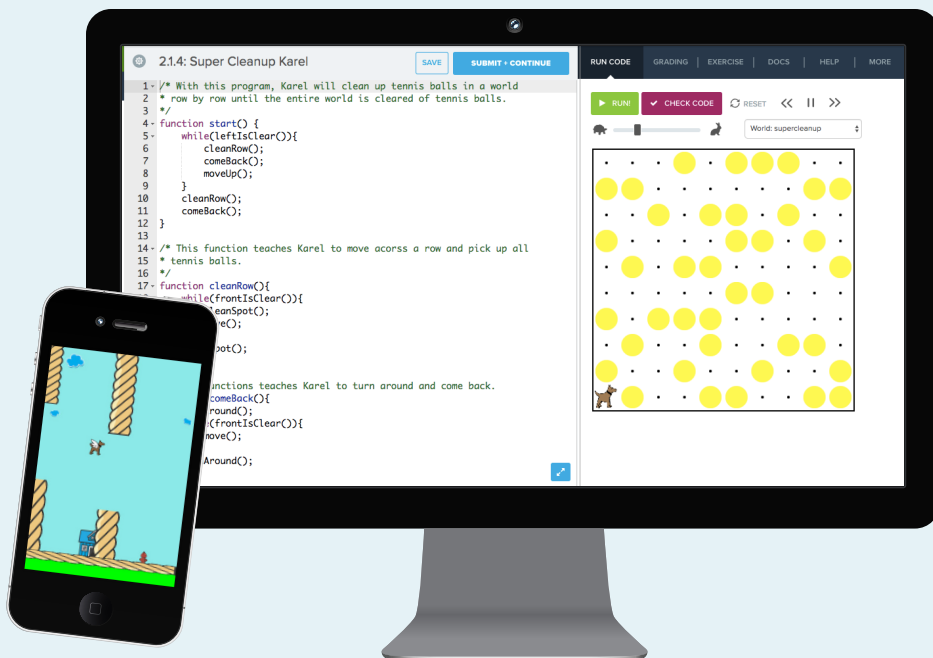 2.1.4: Super Cleanup Karel
SAVE
SUBMIT + CONTINUE
1 /* With this program, Karel will clean up tennis balls in a world
2 * row by row until the entire world is cleared of tennis balls.
3 */
4 function start() {
5 while(leftIsClear()){
6 cleanRow();
7 comeBack();
8 moveUp();
9 }
10 cleanRow();
11 comeBack();
12 }
13
14 /* This function teaches Karel to move acorss a row and pick up all
15 * tennis balls.
16 */
17 function cleanRow(){
while(frontIsClear()){
eanSpot();
ve();
pot();
unctions teaches Karel to turn around and come back.
comeBack(){
round();
(frontIsClear()){
move();
Around();
RUN CODE
GRADING
EXERCISE
DOCS
HELP
MORE
RUN!
CHECK CODE
RESET
World: supercleanup